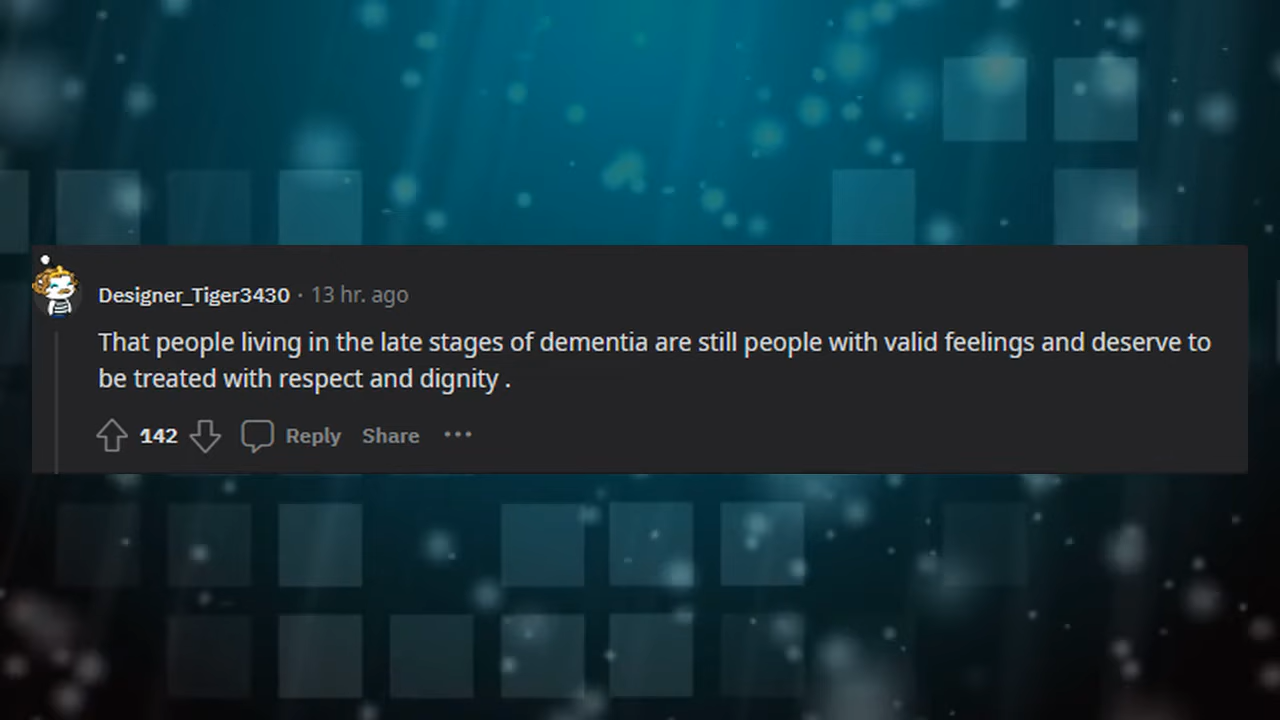 Designer_Tiger3430 · 13 hr. ago
That people living in the late stages of dementia are still people with valid feelings and deserve to
be treated with respect and dignity .
142 Reply Share ···